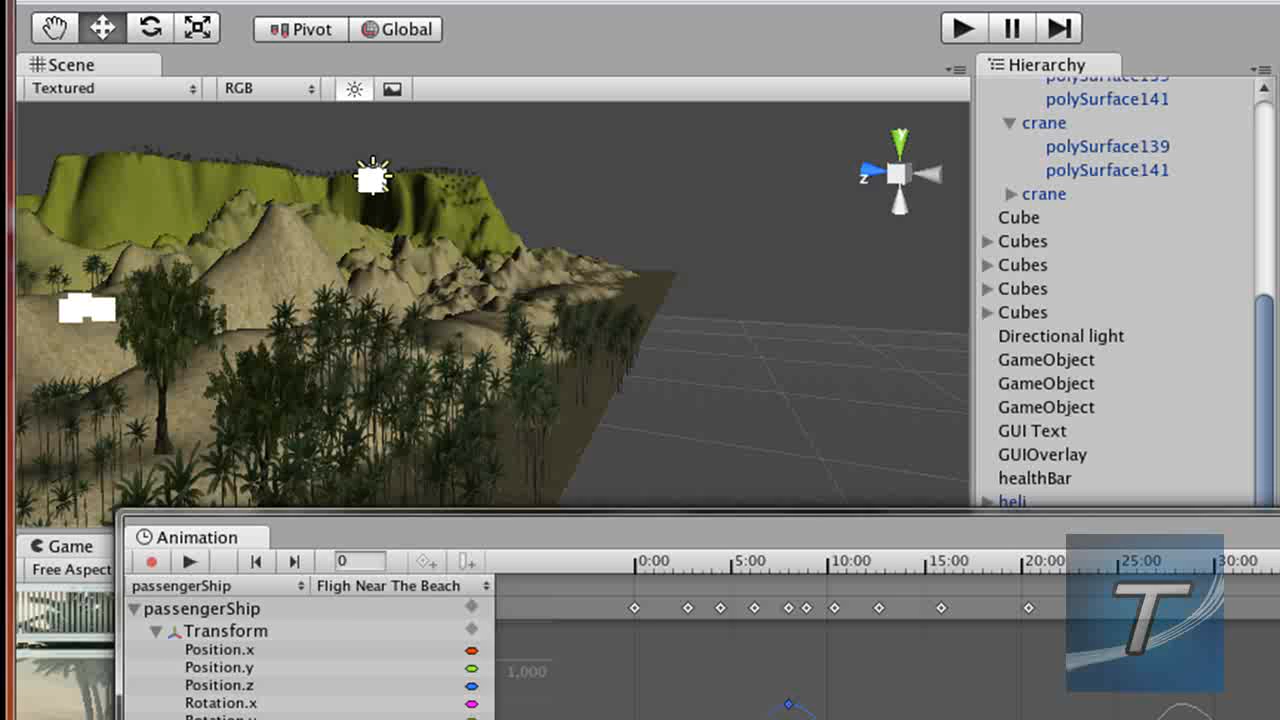 Pivot Global
Scene
Textured RGB
z
Hierarchy
polySurface141
crane
polySurface139
polySurface141
crane
Cube
Cubes
Cubes
Cubes
Cubes
Directional light
GameObject
GameObject
GameObject
GUI Text
GUIOverlay
healthBar
heli
Game
Free Aspect
Animation
0
0:00 5:00 10:00 15:00 20:00 25:00 30:00
passengerShip Fligh Near The Beach
passengerShip
Transform
Position.x
Position.y
Position.z
Rotation.x
1,000
T